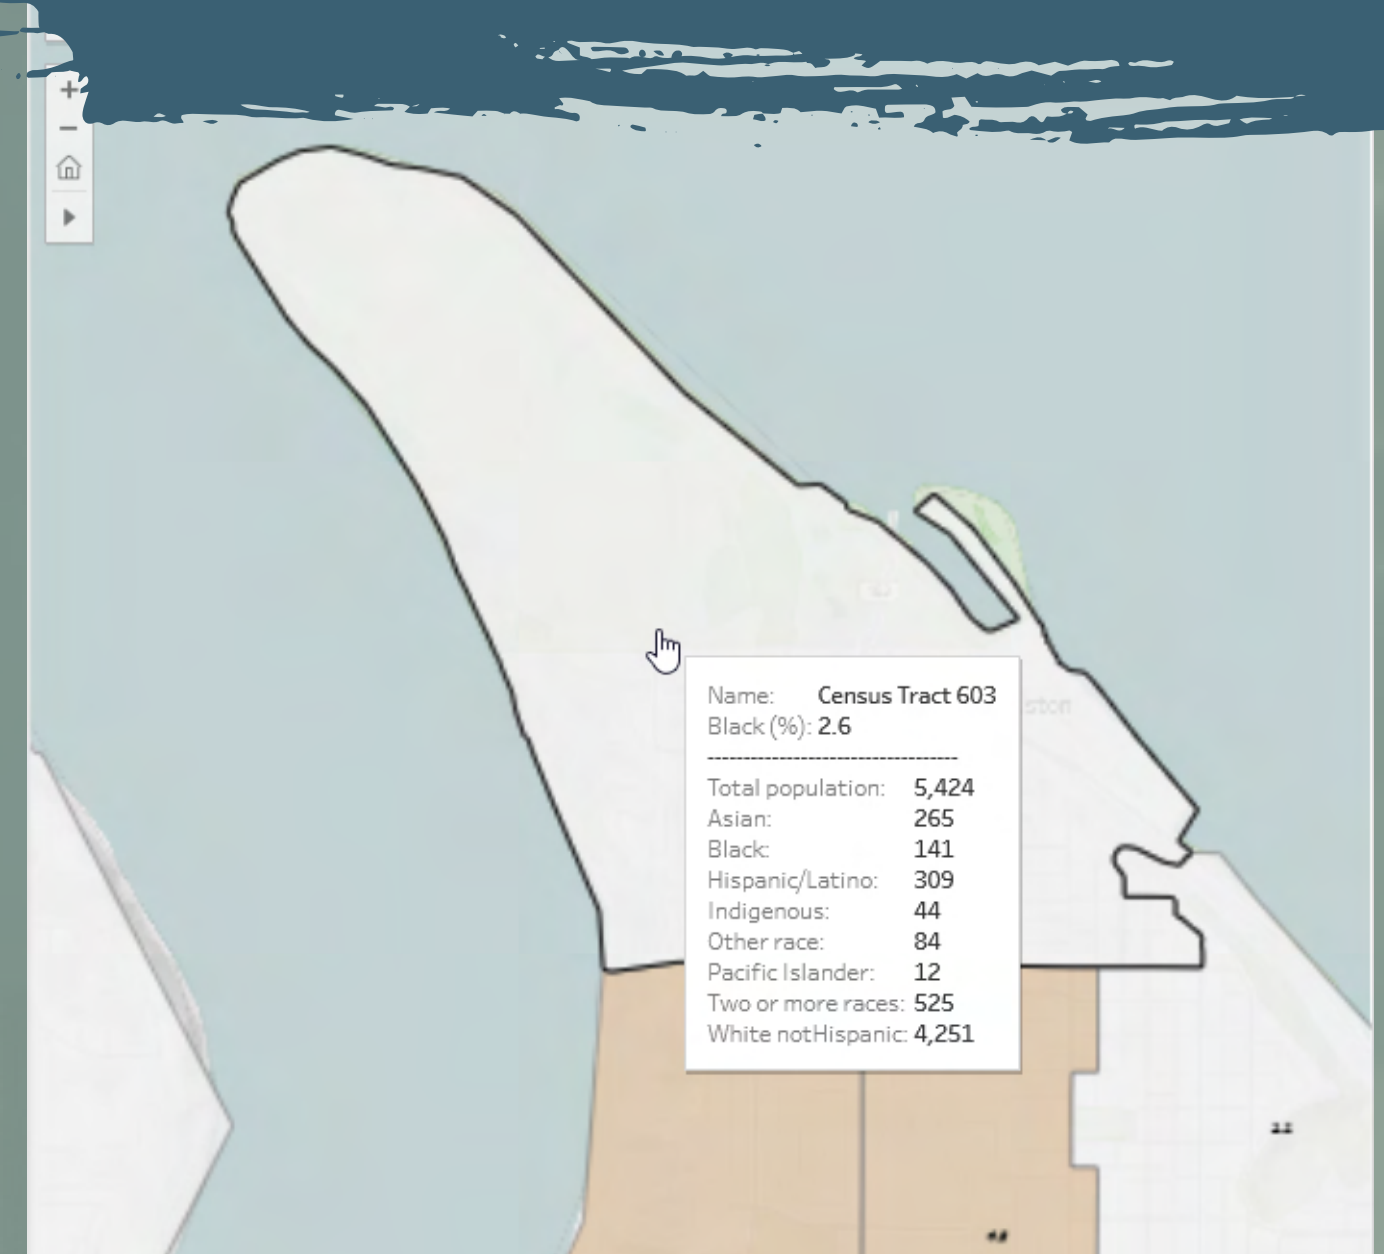 Name: Census Tract 603
Black (%): 2.6
----------------------------------
Total population: 5,424
Asian: 265
Black: 141
Hispanic/Latino: 309
Indigenous: 44
Other race: 84
Pacific Islander: 12
Two or more races: 525
White notHispanic: 4,251